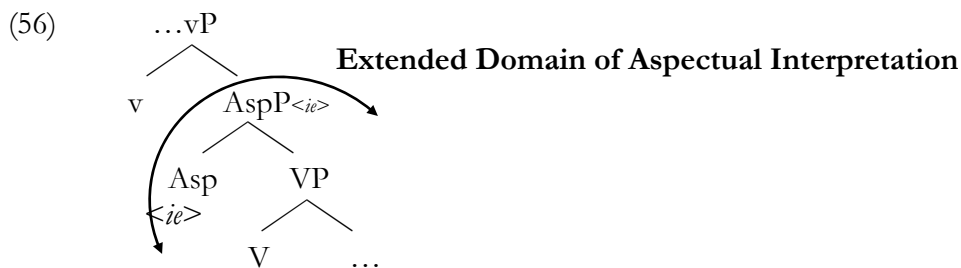 (56) …vP
Extended Domain of Aspectual Interpretation
v AspP<ie>
Asp VP
<ie>
V …